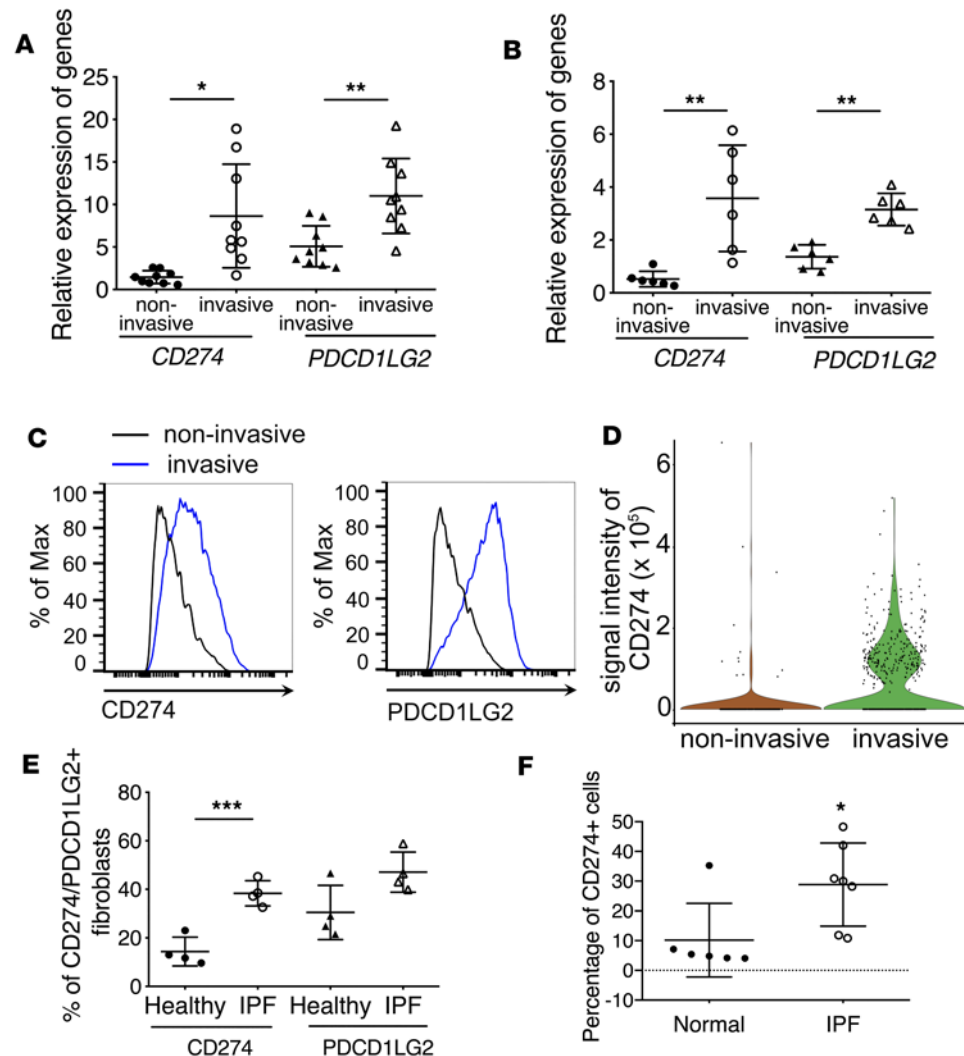 A
Relative expression of genes
25
20
15
10
5
0
*
**
non-invasive
invasive
non-invasive
invasive
CD274
PDCD1LG2
B
Relative expression of genes
8
6
4
2
0
**
**
non-invasive
invasive
non-invasive
invasive
CD274
PDCD1LG2
C
non-invasive
invasive
% of Max
100
80
60
40
20
0
CD274
% of Max
100
80
60
40
20
0
PDCD1LG2
D
signal intensity of
CD274 (x 10⁵)
6
2
0
non-invasive
invasive
E
% of CD274/PDCD1LG2+
fibroblasts
80
60
40
20
0
***
Healthy
IPF
Healthy
IPF
CD274
PDCD1LG2
F
Percentage of CD274+ cells
50
40
30
20
10
0
-10
*
Normal
IPF